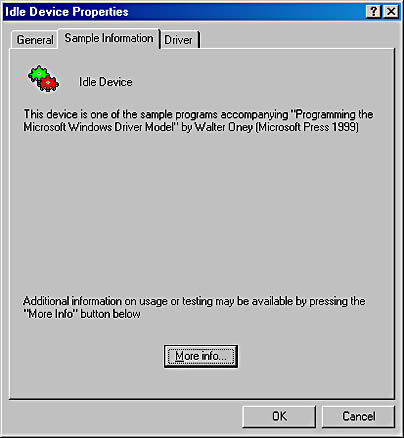 Idle Device Properties
General Sample Information Driver
Idle Device
This device is one of the sample programs accompanying "Programming the
Microsoft Windows Driver Model" by Walter Oney (Microsoft Press 1999)
Additional information on usage or testing may be available by pressing the
"More Info" button below
More info...
OK Cancel